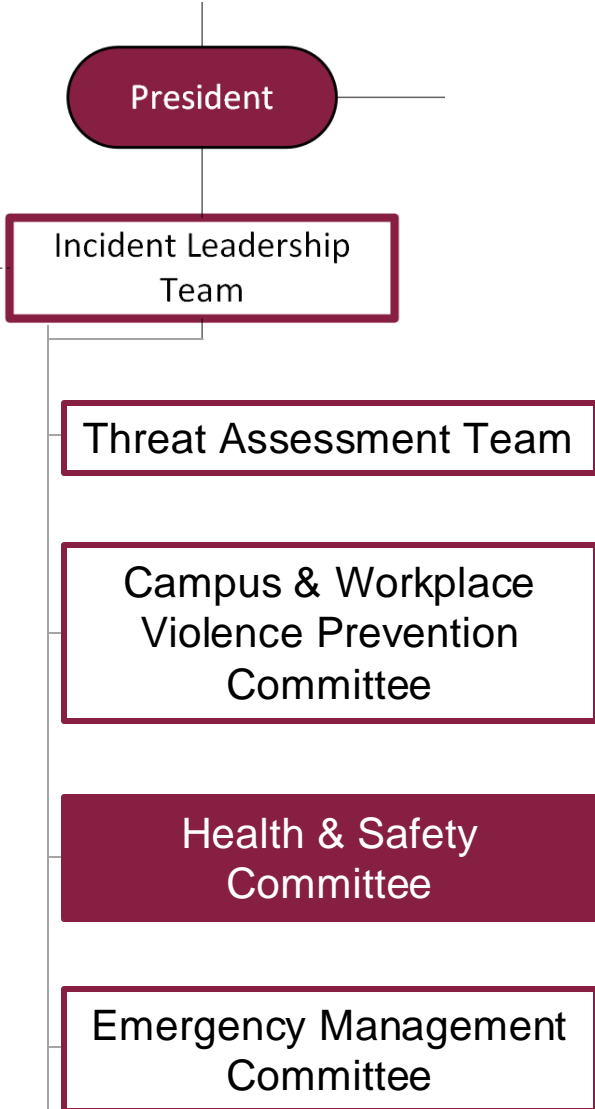 President
Incident Leadership
Team
Threat Assessment Team
Campus & Workplace
Violence Prevention
Committee
Health & Safety
Committee
Emergency Management
Committee